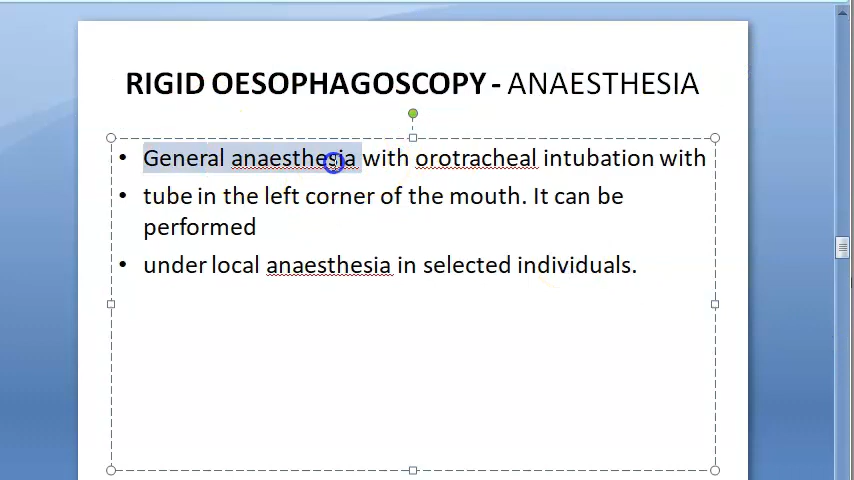 RIGID OESOPHAGOSCOPY - ANAESTHESIA
• General anaesthesia with orotracheal intubation with
• tube in the left corner of the mouth. It can be
performed
• under local anaesthesia in selected individuals.